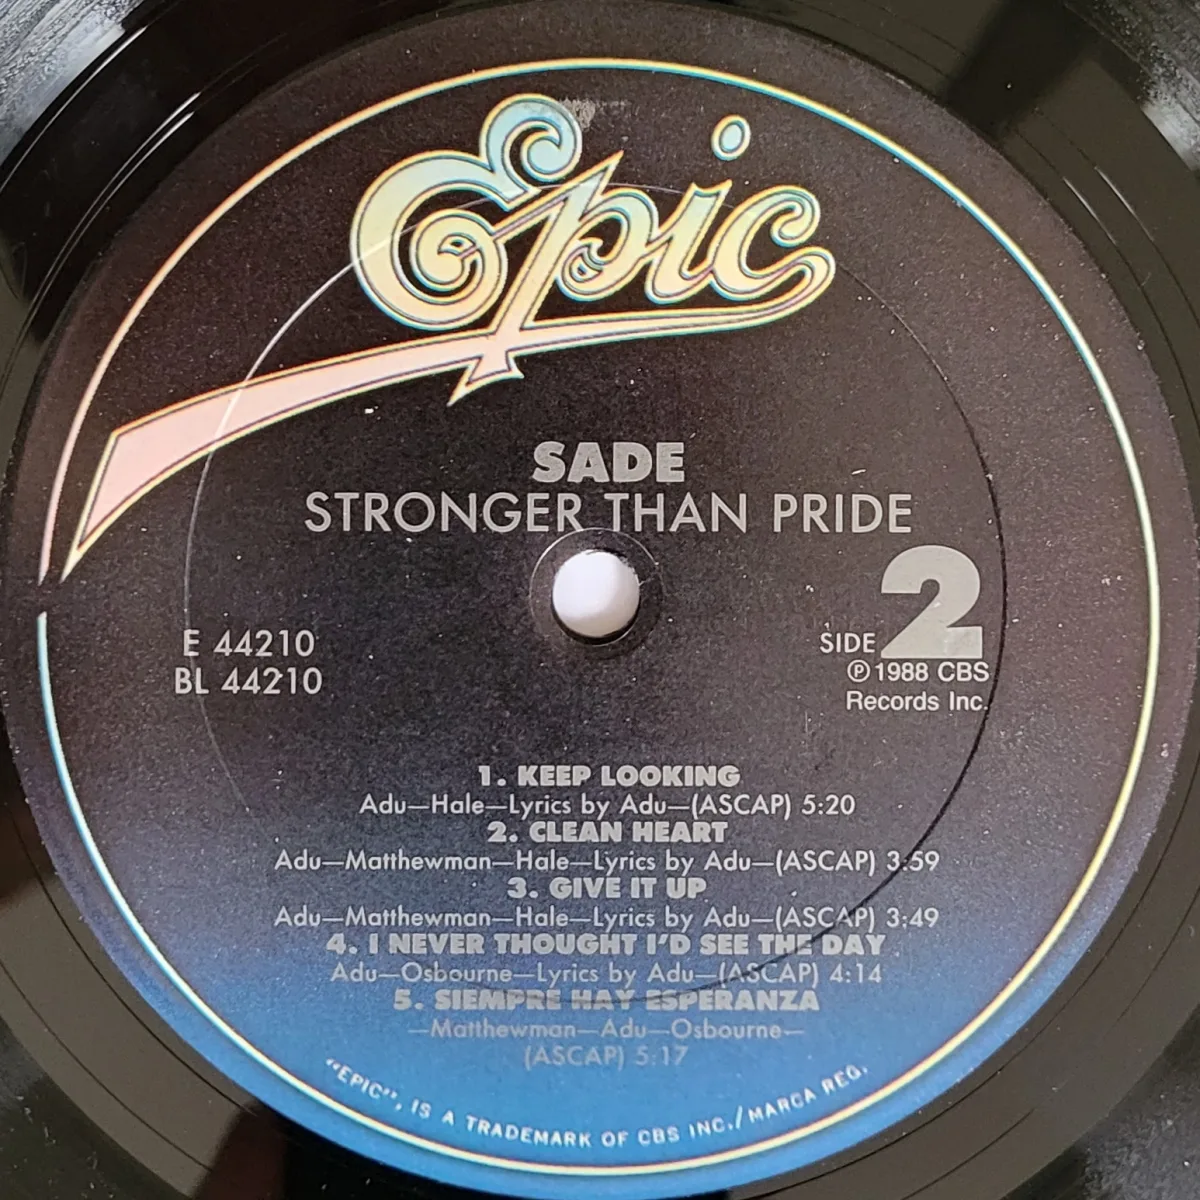 Epic
SADE
STRONGER THAN PRIDE
E 44210
BL 44210
SIDE 2
℗ 1988 CBS
Records Inc.
1. KEEP LOOKING
Adu—Hale—Lyrics by Adu—(ASCAP) 5:20
2. CLEAN HEART
Adu—Matthewman—Hale—Lyrics by Adu—(ASCAP) 3:59
3. GIVE IT UP
Adu—Matthewman—Hale—Lyrics by Adu—(ASCAP) 3:49
4. I NEVER THOUGHT I'D SEE THE DAY
Adu—Osbourne—Lyrics by Adu—(ASCAP) 4:14
5. SIEMPRE HAY ESPERANZA
—Matthewman—Adu—Osbourne—
(ASCAP) 5:17
"EPIC", IS A TRADEMARK OF CBS INC./MARCA REG.